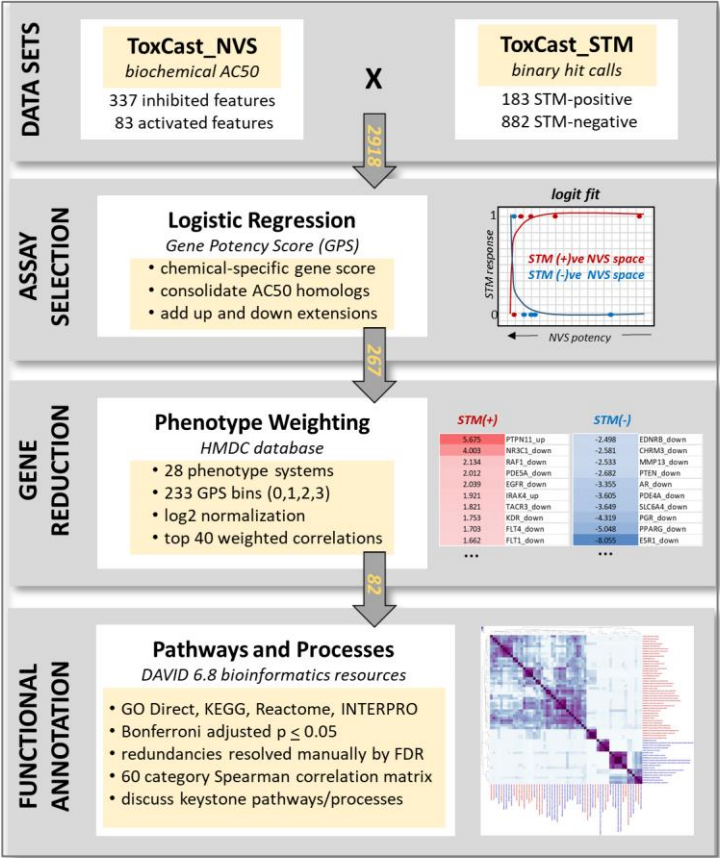 DATA SETS
ToxCast_NVS
biochemical AC50
337 inhibited features
83 activated features
X
ToxCast_STM
binary hit calls
183 STM-positive
882 STM-negative
2918
ASSAY
SELECTION
Logistic Regression
Gene Potency Score (GPS)
• chemical-specific gene score
• consolidate AC50 homologs
• add up and down extensions
logit fit
1
STM response
STM (+)ve NVS space
STM (-)ve NVS space
0
NVS potency
267
GENE
REDUCTION
Phenotype Weighting
HMDC database
• 28 phenotype systems
• 233 GPS bins (0,1,2,3)
• log2 normalization
• top 40 weighted correlations
STM(+)
5.675 PTPN11_up
4.003 NR3C1_down
2.134 RAF1_down
2.012 PDE5A_down
2.039 EGFR_down
1.921 IRAK4_up
1.821 TACR3_down
1.753 KDR_down
1.703 FLT4_down
1.662 FLT1_down
...
STM(-)
-2.498 EDNRB_down
-2.581 CHRM3_down
-2.533 MMP13_down
-2.682 PTEN_down
-3.355 AR_down
-3.605 PDE4A_down
-3.649 SLC6A4_down
-4.319 PGR_down
-5.048 PPARG_down
-8.055 ESR1_down
...
82
FUNCTIONAL
ANNOTATION
Pathways and Processes
DAVID 6.8 bioinformatics resources
• GO Direct, KEGG, Reactome, INTERPRO
• Bonferroni adjusted p ≤ 0.05
• redundancies resolved manually by FDR
• 60 category Spearman correlation matrix
• discuss keystone pathways/processes